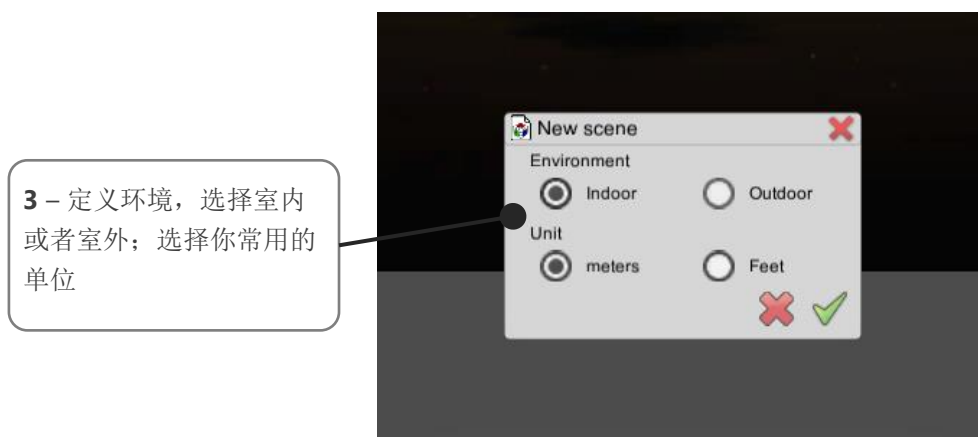 3 – 定义环境，选择室内
或者室外；选择你常用的
单位
New scene
Environment
Indoor Outdoor
Unit
meters Feet